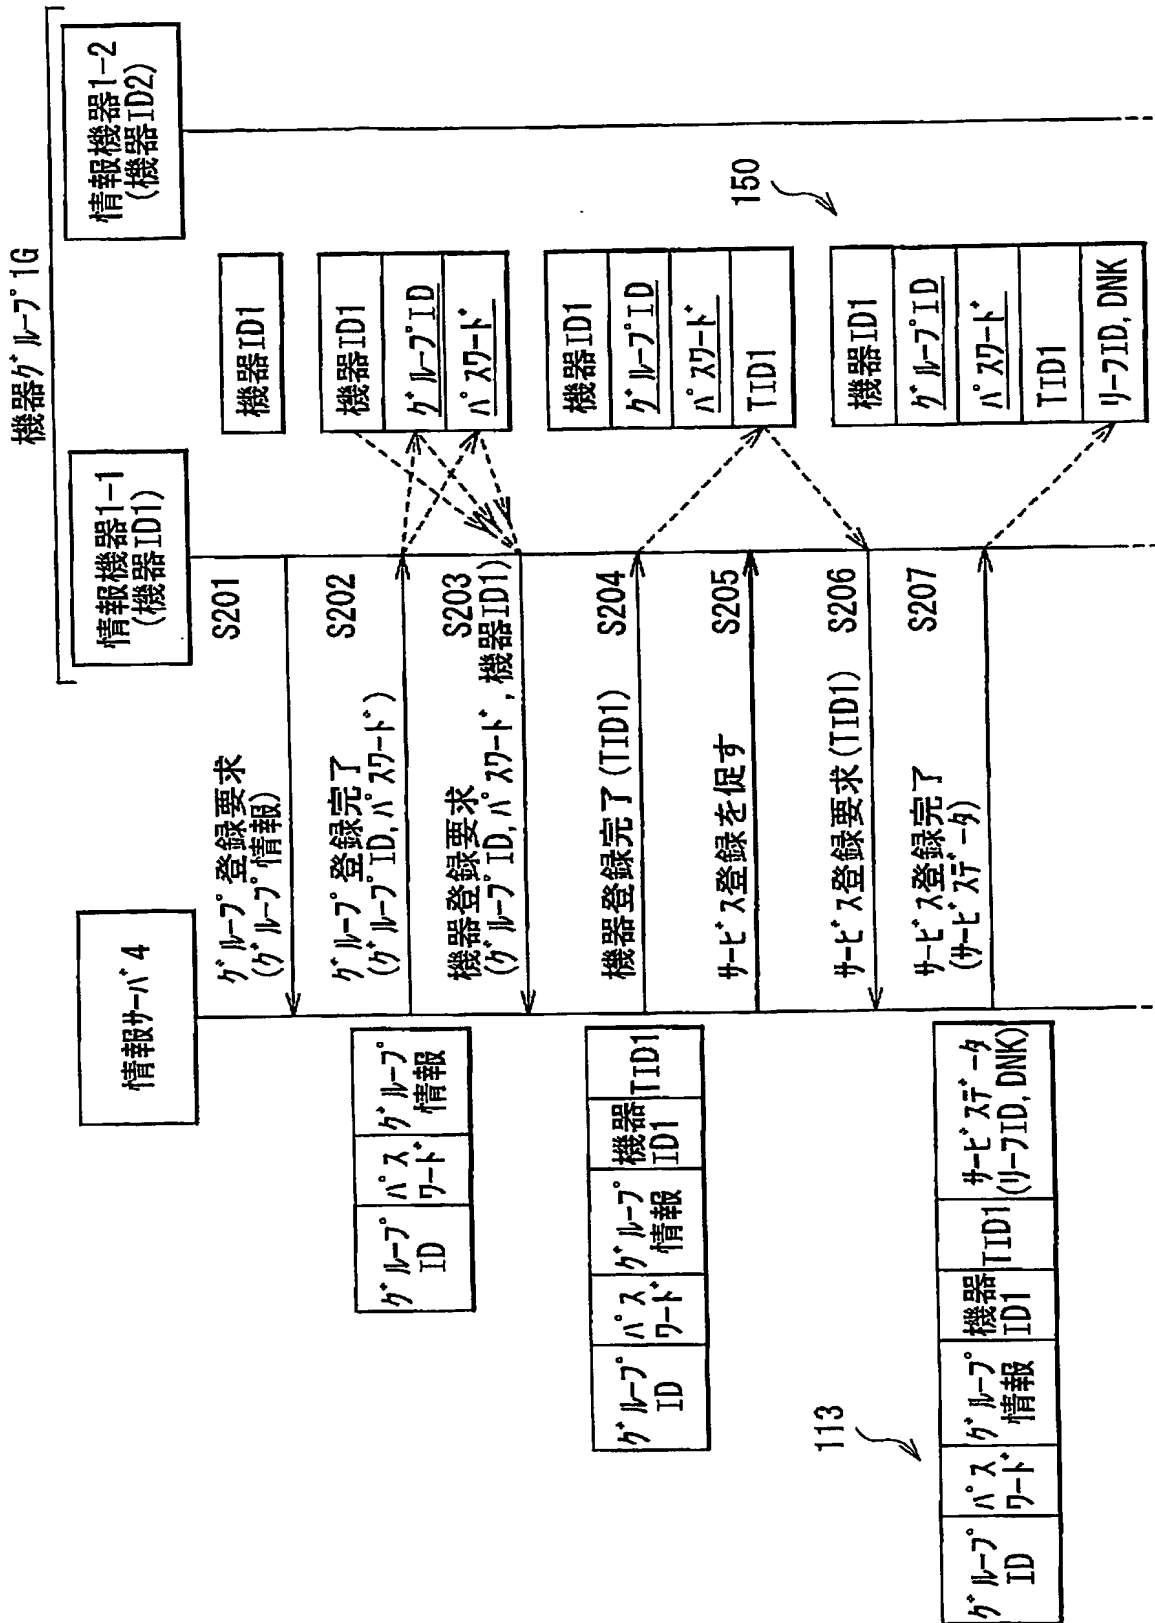 機器グループ1G
情報サーバ4
情報機器1-1
(機器ID1)
情報機器1-2
(機器ID2)
グループ登録要求
(グループ情報)
S201
機器ID1
グループ登録完了
(グループID,パスワード)
S202
グループ
ID
パス
ワード
グループ
情報
機器ID1
グループID
パスワード
機器登録要求
(グループID,パスワード,機器ID1)
S203
機器登録完了(TID1)
S204
グループ
ID
パス
ワード
グループ
情報
機器
ID1
TID1
機器ID1
グループID
パスワード
TID1
サービス登録を促す
S205
サービス登録要求(TID1)
S206
サービス登録完了
(サービスデータ)
S207
113
グループ
ID
パス
ワード
グループ
情報
機器
ID1
TID1
サービスデータ
(リーフID,DNK)
150
機器ID1
グループID
パスワード
TID1
リーフID,DNK